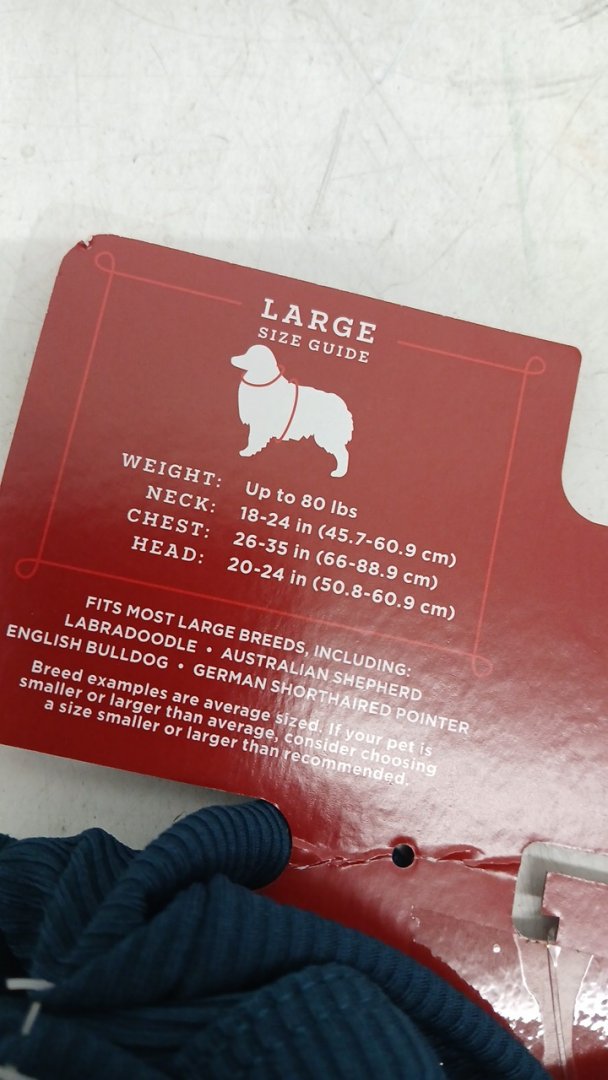 LARGE
SIZE GUIDE
WEIGHT: Up to 80 lbs
NECK: 18-24 in (45.7-60.9 cm)
CHEST: 26-35 in (66-88.9 cm)
HEAD: 20-24 in (50.8-60.9 cm)
FITS MOST LARGE BREEDS, INCLUDING:
LABRADOODLE • AUSTRALIAN SHEPHERD
ENGLISH BULLDOG • GERMAN SHORTHAIRED POINTER
Breed examples are average sized. If your pet is
smaller or larger than average, consider choosing
a size smaller or larger than recommended.